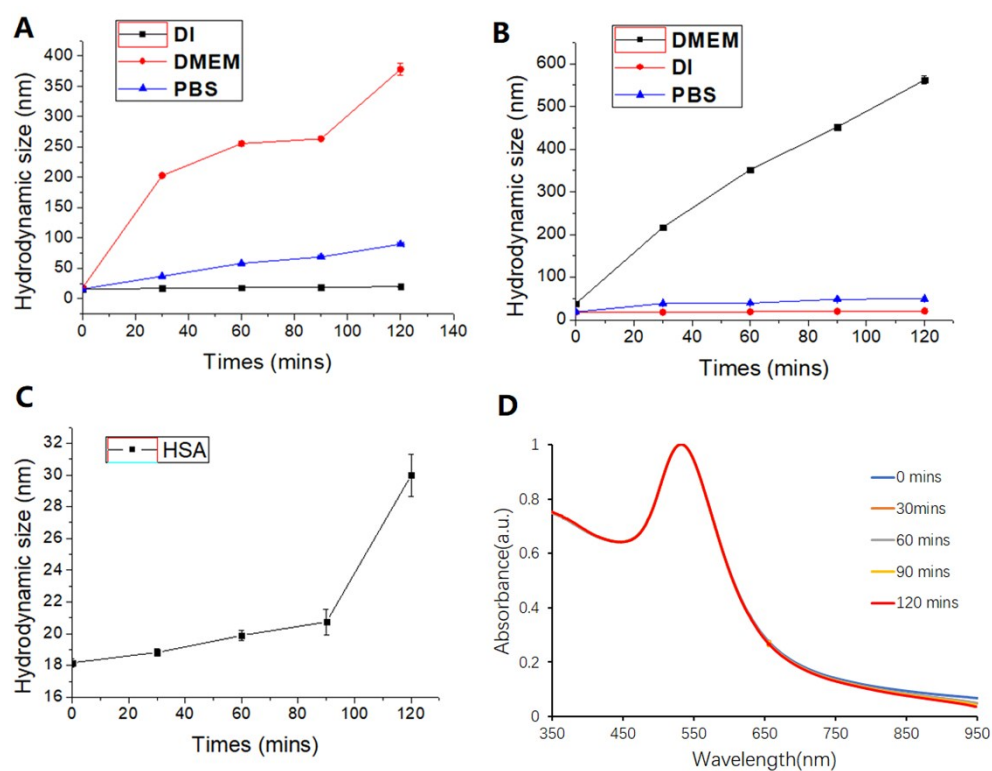 A
DI
DMEM
PBS
Hydrodynamic size (nm)
400
350
300
250
200
150
100
50
0
0 20 40 60 80 100 120 140
Times (mins)
B
DMEM
DI
PBS
Hydrodynamic size (nm)
600
500
400
300
200
100
0
0 20 40 60 80 100 120
Times (mins)
C
HSA
Hydrodynamic size (nm)
32
30
28
26
24
22
20
18
16
0 20 40 60 80 100 120
Times (mins)
D
0 mins
30mins
60 mins
90 mins
120 mins
Absorbance(a.u.)
1
0.8
0.6
0.4
0.2
0
350 450 550 650 750 850 950
Wavelength(nm)